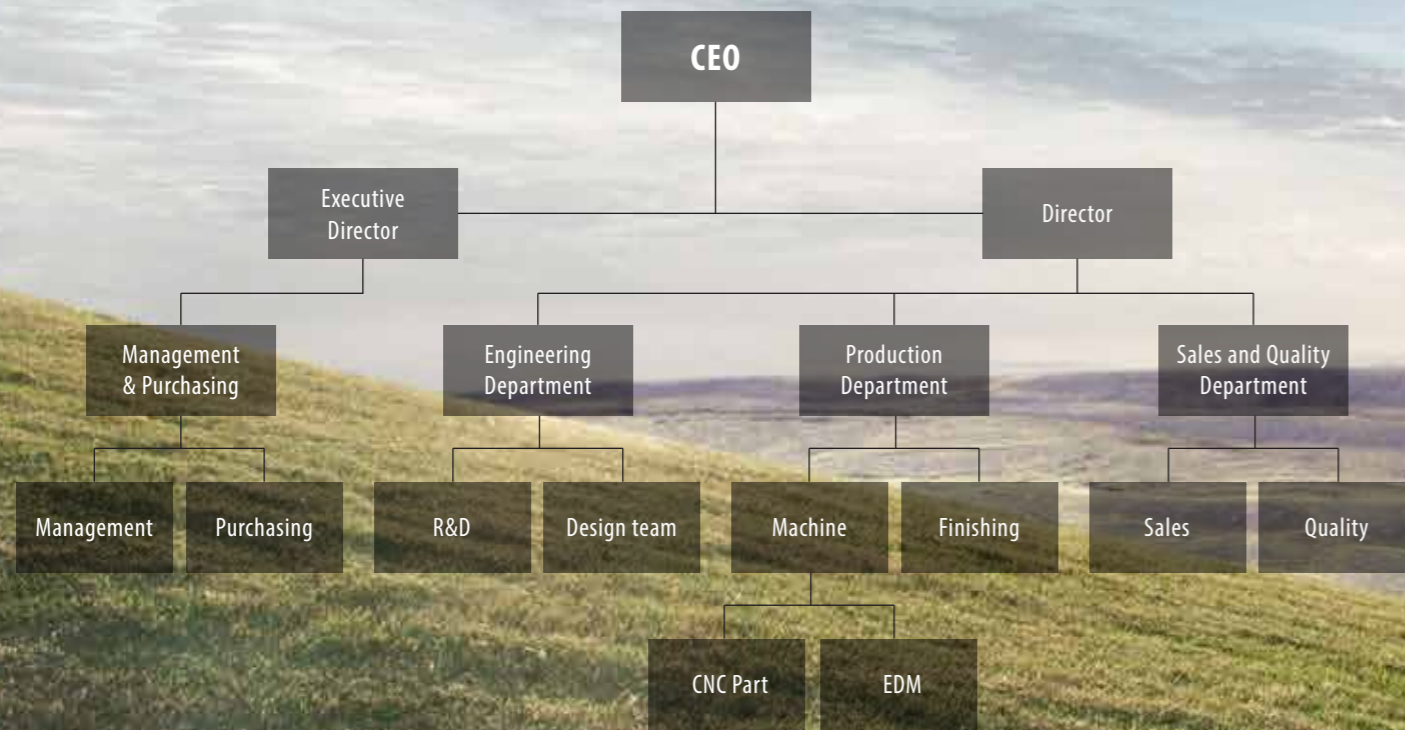 CEO
Executive
Director
Director
Management
& Purchasing
Engineering
Department
Production
Department
Sales and Quality
Department
Management
Purchasing
R&D
Design team
Machine
Finishing
Sales
Quality
CNC Part
EDM